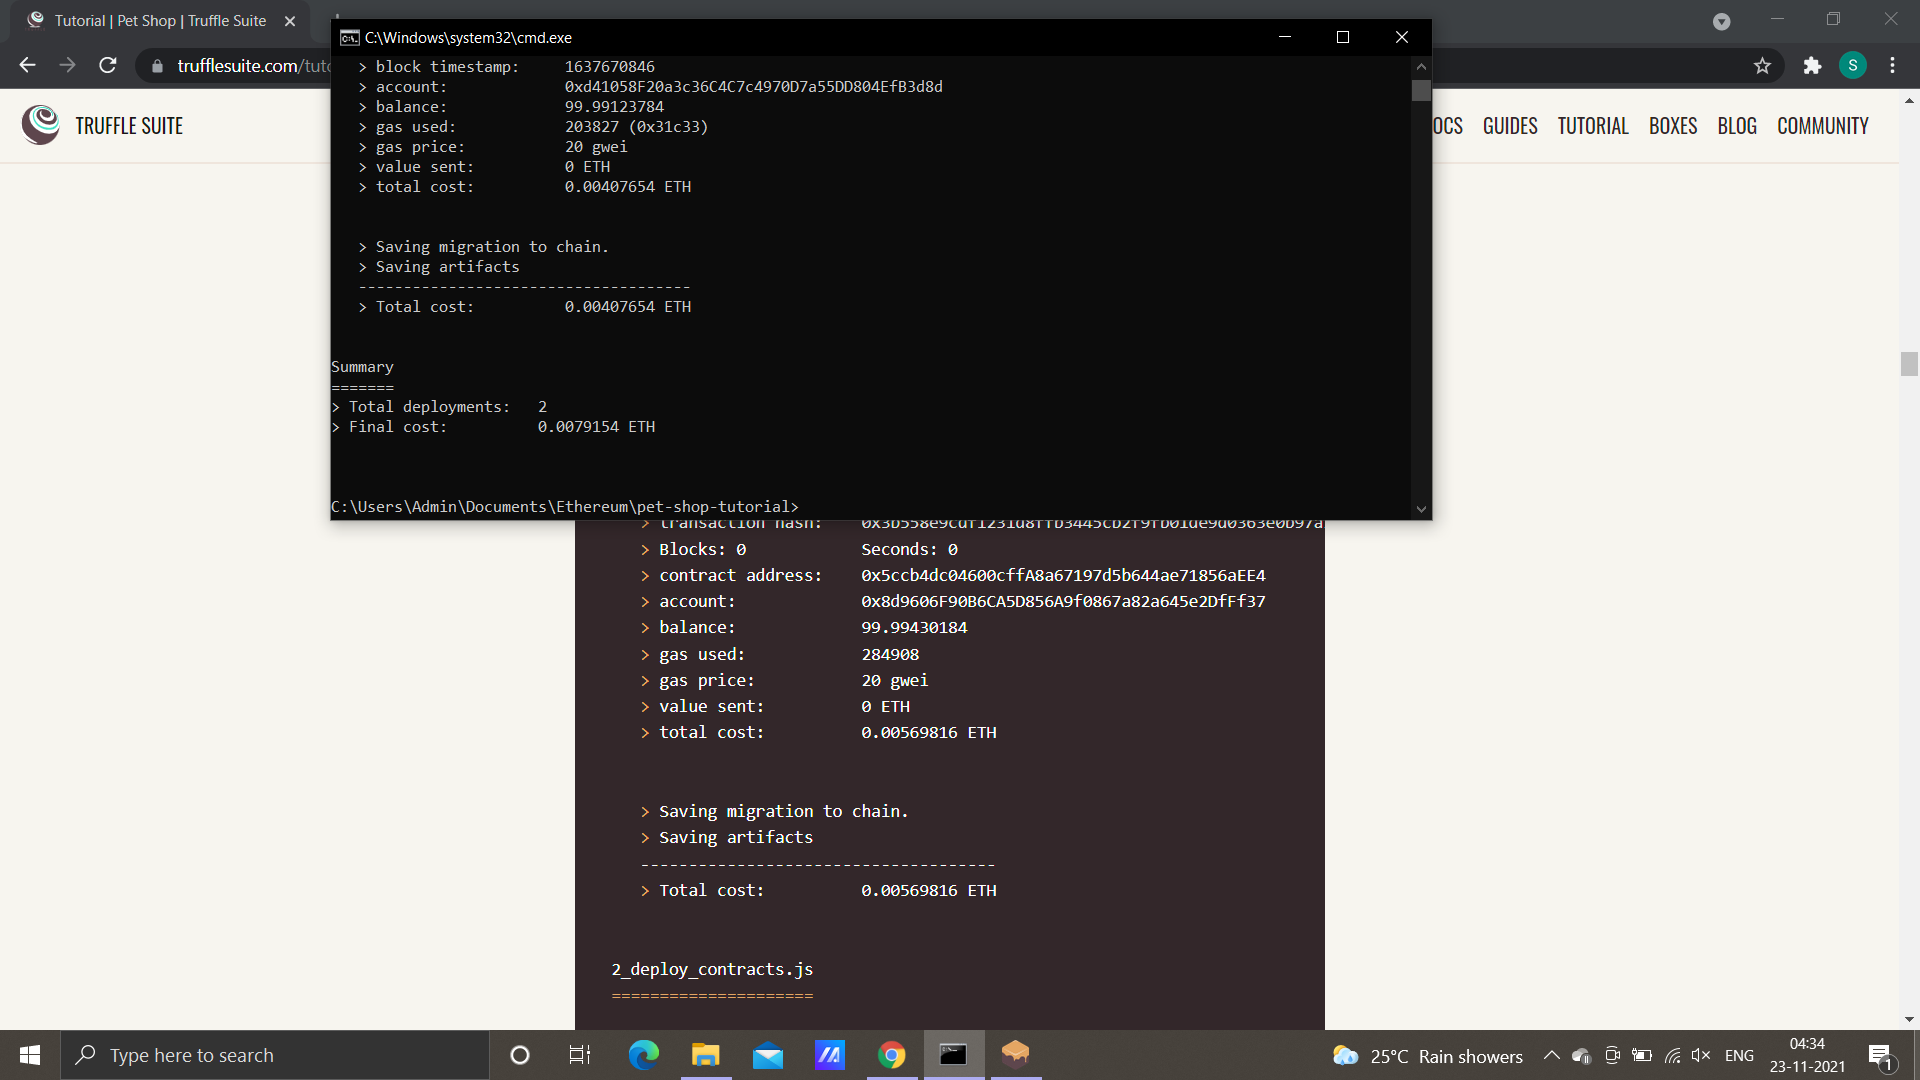 Tutorial | Pet Shop | Truffle Suite
C:\Windows\system32\cmd.exe
trufflesuite.com/tuto
S
> block timestamp: 1637670846
> account: 0xd41058F20a3c36C4C7c4970D7a55DD804EfB3d8d
> balance: 99.99123784
> gas used: 203827 (0x31c33)
> gas price: 20 gwei
> value sent: 0 ETH
> total cost: 0.00407654 ETH
> Saving migration to chain.
> Saving artifacts
-------------------------------------
> Total cost: 0.00407654 ETH
Summary
=======
> Total deployments: 2
> Final cost: 0.0079154 ETH
C:\Users\Admin\Documents\Ethereum\pet-shop-tutorial>
TRUFFLE SUITE
OCS GUIDES TUTORIAL BOXES BLOG COMMUNITY
> transaction hash: 0x3b558e9cdf1231d8ffb3445cb2f9fb01de9d0363e0b97a
> Blocks: 0 Seconds: 0
> contract address: 0x5ccb4dc04600cffA8a67197d5b644ae71856aEE4
> account: 0x8d9606F90B6CA5D856A9f0867a82a645e2DfFf37
> balance: 99.99430184
> gas used: 284908
> gas price: 20 gwei
> value sent: 0 ETH
> total cost: 0.00569816 ETH
> Saving migration to chain.
> Saving artifacts
-------------------------------------
> Total cost: 0.00569816 ETH
2_deploy_contracts.js
=====================
Type here to search
25°C Rain showers
ENG
04:34
23-11-2021
1